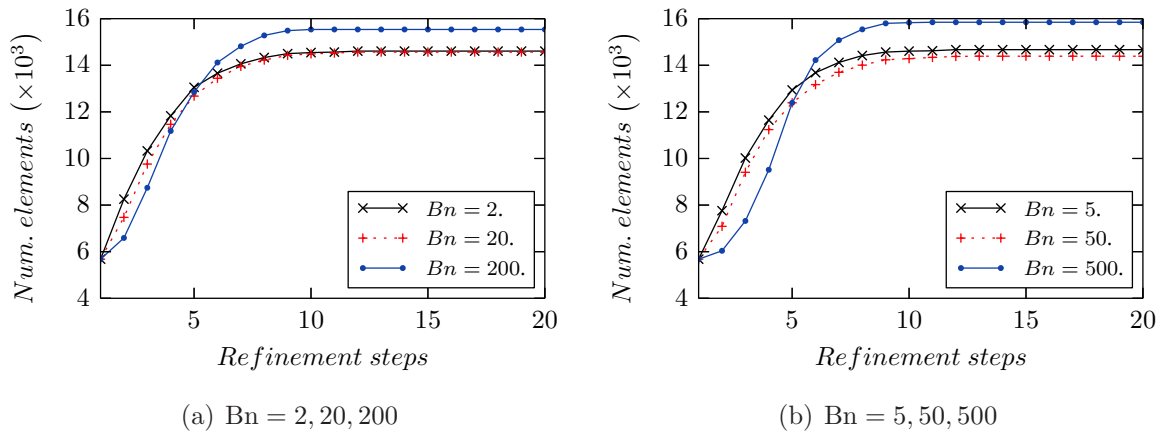 16
14
12
10
8
6
4
5
10
15
20
Num. elements (×10³)
Refinement steps
Bn = 2.
Bn = 20.
Bn = 200.
(a) Bn = 2, 20, 200
16
14
12
10
8
6
4
5
10
15
20
Num. elements (×10³)
Refinement steps
Bn = 5.
Bn = 50.
Bn = 500.
(b) Bn = 5, 50, 500